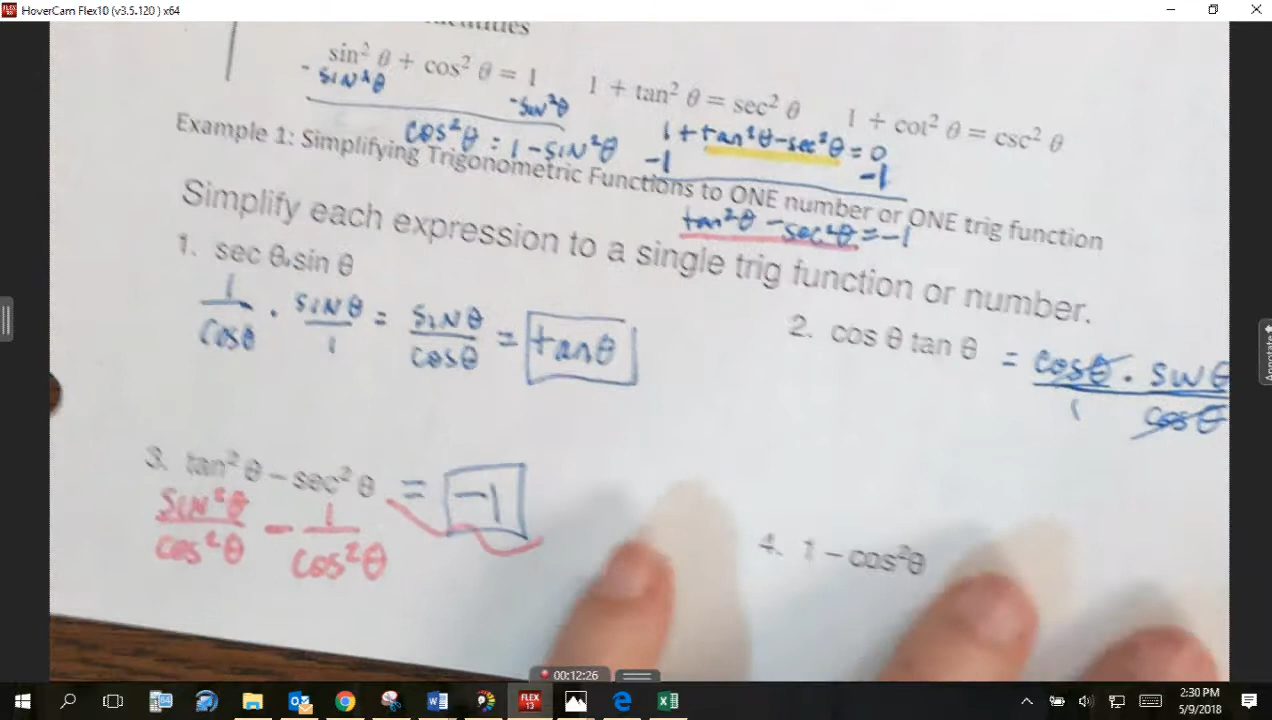 HoverCam Flex10 (v3.5.120 ) x64
sin² θ + cos² θ = 1
1 + tan² θ = sec² θ
1 + cot² θ = csc² θ
- sin²θ
-sin²θ
cos²θ = 1-sin²θ
1+tan²θ-sec²θ=0
-1
-1
tan²θ -sec²θ=-1
Example 1: Simplifying Trigonometric Functions to ONE number or ONE trig function
Simplify each expression to a single trig function or number.
1. sec θ·sin θ
1/cosθ · sinθ/1 = sinθ/cosθ = tanθ
2. cos θ tan θ = cosθ/1 · sinθ/cosθ
3. tan² θ – sec² θ = -1
sin²θ/cos²θ - 1/cos²θ
4. 1 – cos²θ
Annotate
00:12:26
FLEX
13
2:30 PM
5/9/2018